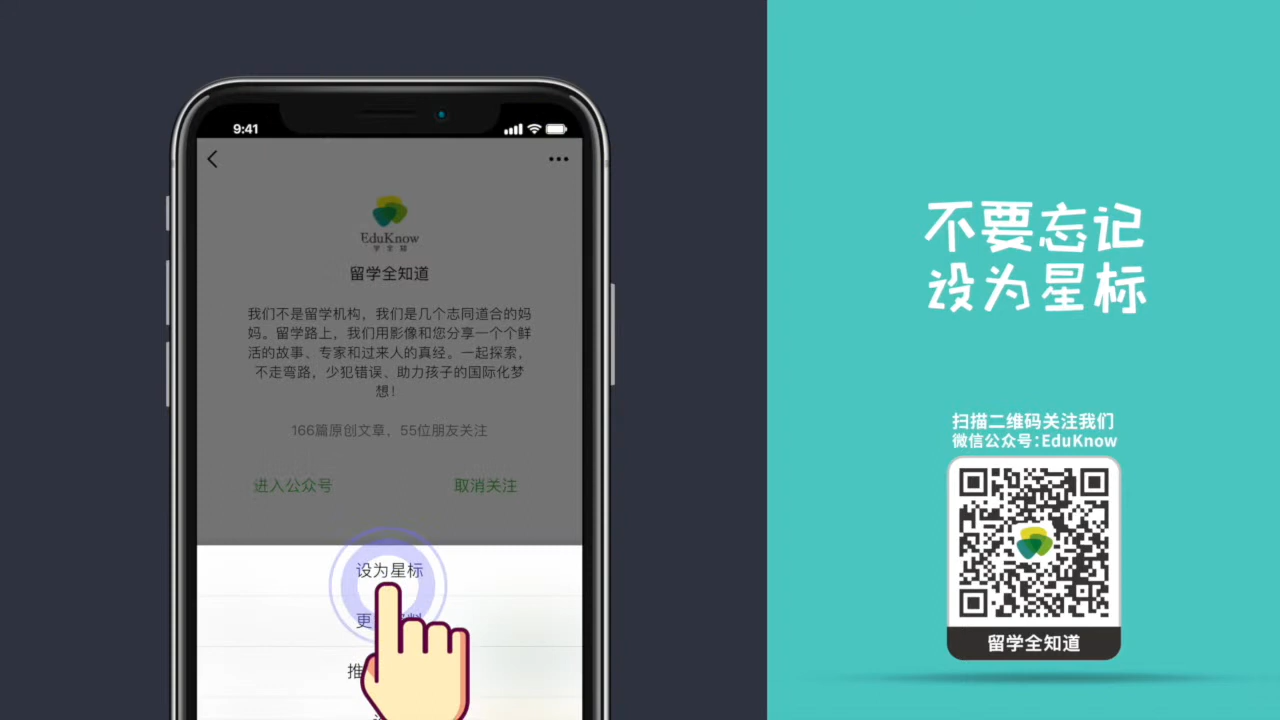 9:41
EduKnow
学 全 知
留学全知道
我们不是留学机构，我们是几个志同道合的妈
妈。留学路上，我们用影像和您分享一个个鲜
活的故事、专家和过来人的真经。一起探索，
不走弯路，少犯错误、助力孩子的国际化梦
想！
166篇原创文章，55位朋友关注
进入公众号 取消关注
设为星标
更
推
不要忘记
设为星标
扫描二维码关注我们
微信公众号：EduKnow
留学全知道